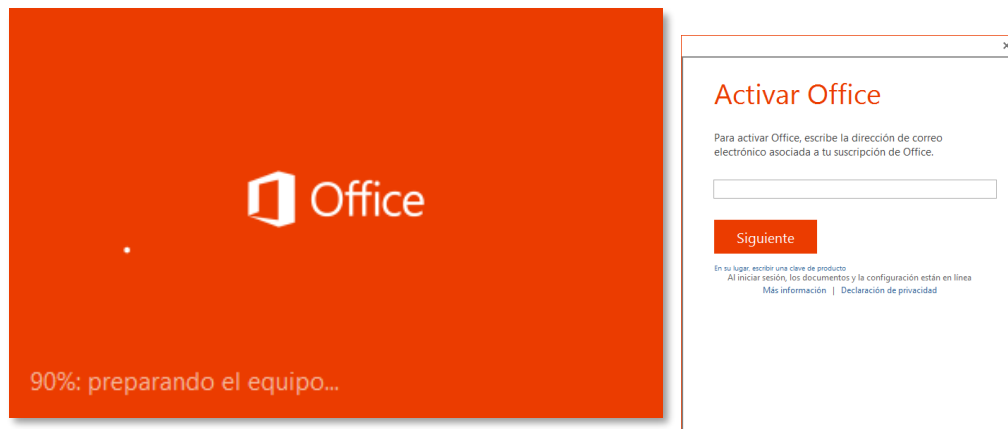 Office
90%: preparando el equipo...
Activar Office
Para activar Office, escribe la dirección de correo
electrónico asociada a tu suscripción de Office.
Siguiente
En su lugar, escribir una clave de producto
Al iniciar sesión, los documentos y la configuración están en línea
Más información | Declaración de privacidad